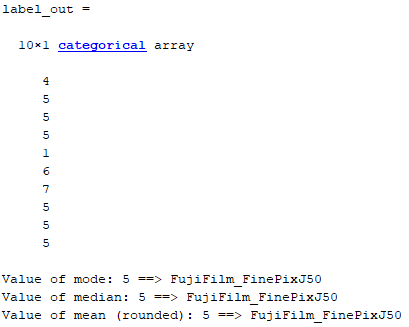 label_out =
10×1 categorical array
4
5
5
5
1
6
7
5
5
5
Value of mode: 5 ==> FujiFilm_FinePixJ50
Value of median: 5 ==> FujiFilm_FinePixJ50
Value of mean (rounded): 5 ==> FujiFilm_FinePixJ50